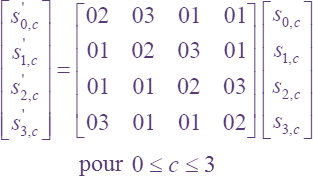 s'0,c 02 03 01 01 s0,c
s'1,c 01 02 03 01 s1,c
s'2,c = 01 01 02 03 s2,c
s'3,c 03 01 01 02 s3,c
pour 0 ≤ c ≤ 3